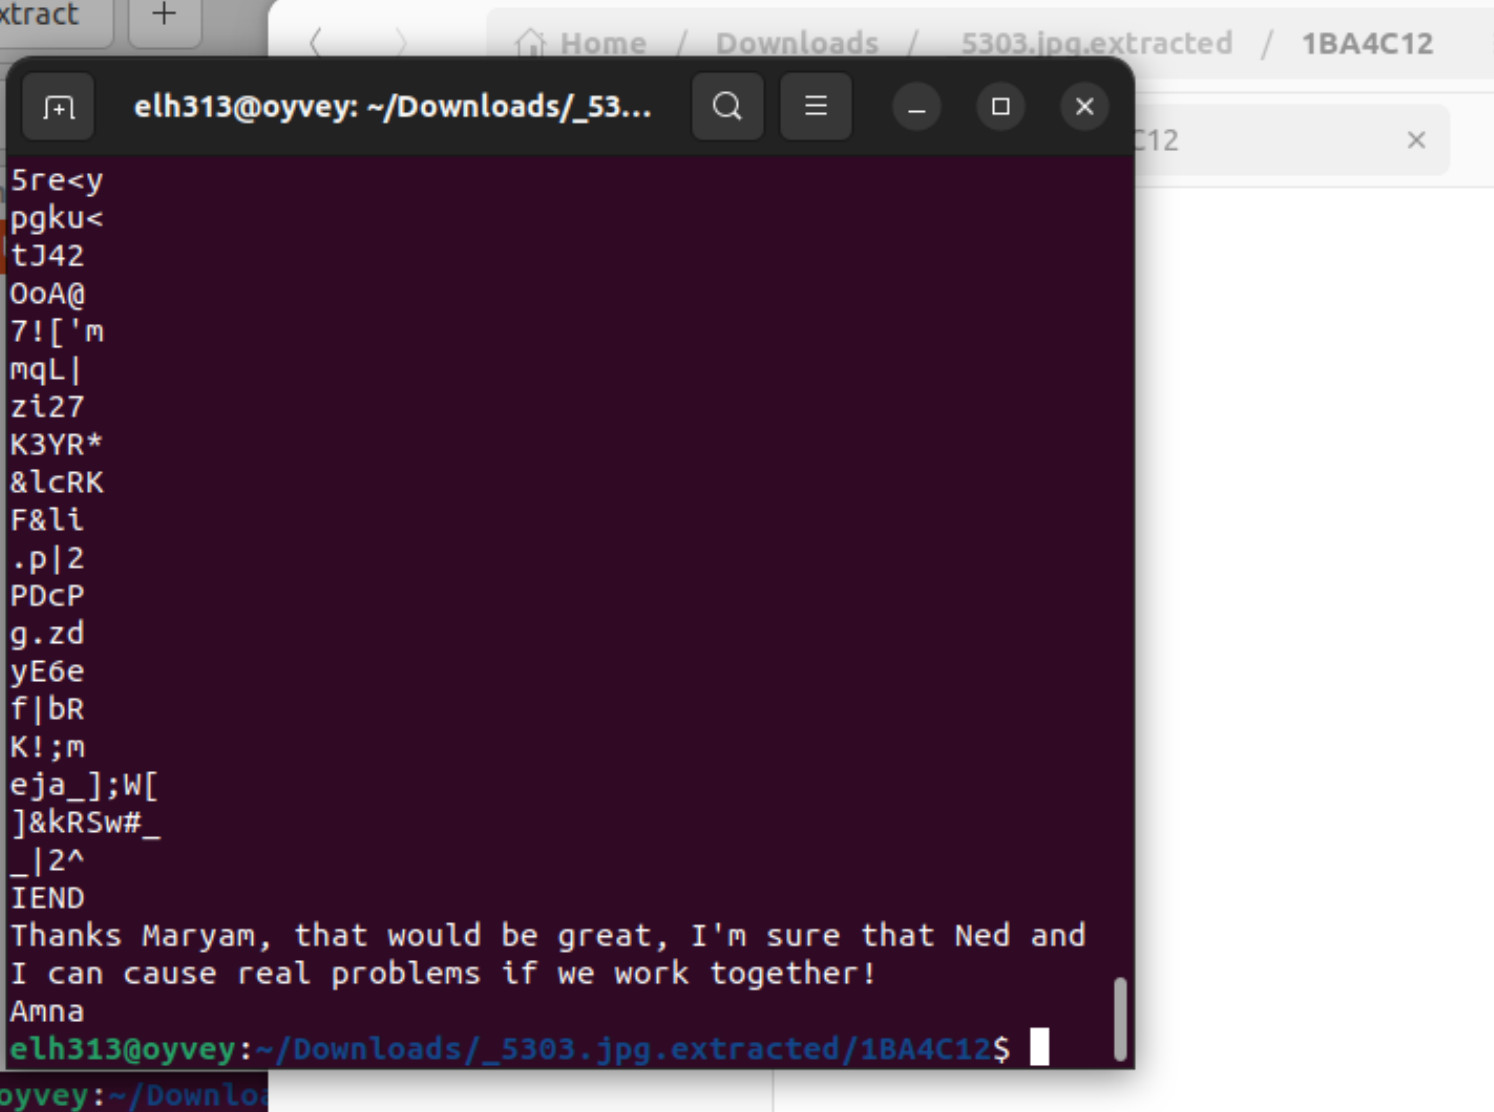 xtract
+
Home / Downloads / 5303.jpg.extracted / 1BA4C12
elh313@oyvey: ~/Downloads/_53...
C12
5re<y
pgku<
tJ42
OoA@
7!['m
mqL|
zi27
K3YR*
&lcRK
F&li
.p|2
PDcP
g.zd
yE6e
f|bR
K!;m
eja_];W[
]&kRSw#_
_|2^
IEND
Thanks Maryam, that would be great, I'm sure that Ned and
I can cause real problems if we work together!
Amna
elh313@oyvey:~/Downloads/_5303.jpg.extracted/1BA4C12$
oyvey:~/Downloa